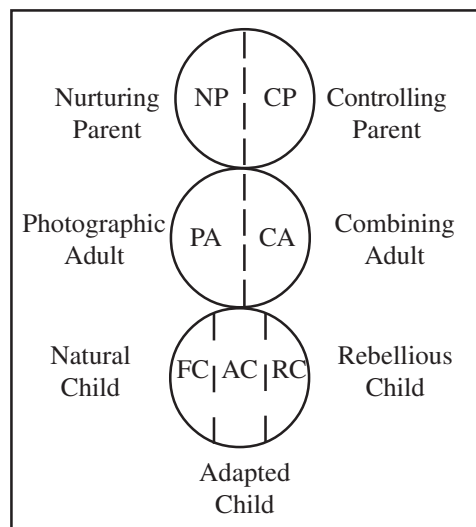 Nurturing
Parent
NP
CP
Controlling
Parent
Photographic
Adult
PA
CA
Combining
Adult
Natural
Child
FC
AC
RC
Rebellious
Child
Adapted
Child